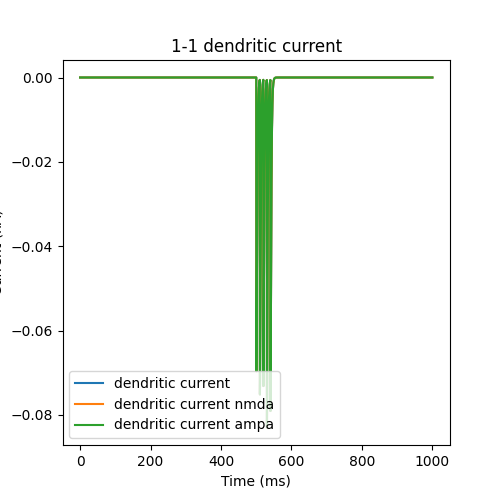 1-1 dendritic current
0.00
−0.02
−0.04
−0.06
−0.08
dendritic current
dendritic current nmda
dendritic current ampa
0 200 400 600 800 1000
Time (ms)